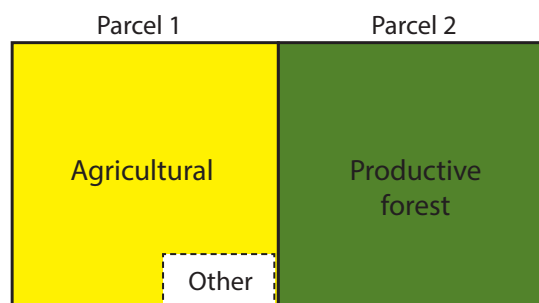 Parcel 1
Parcel 2
Agricultural
Productive
forest
Other